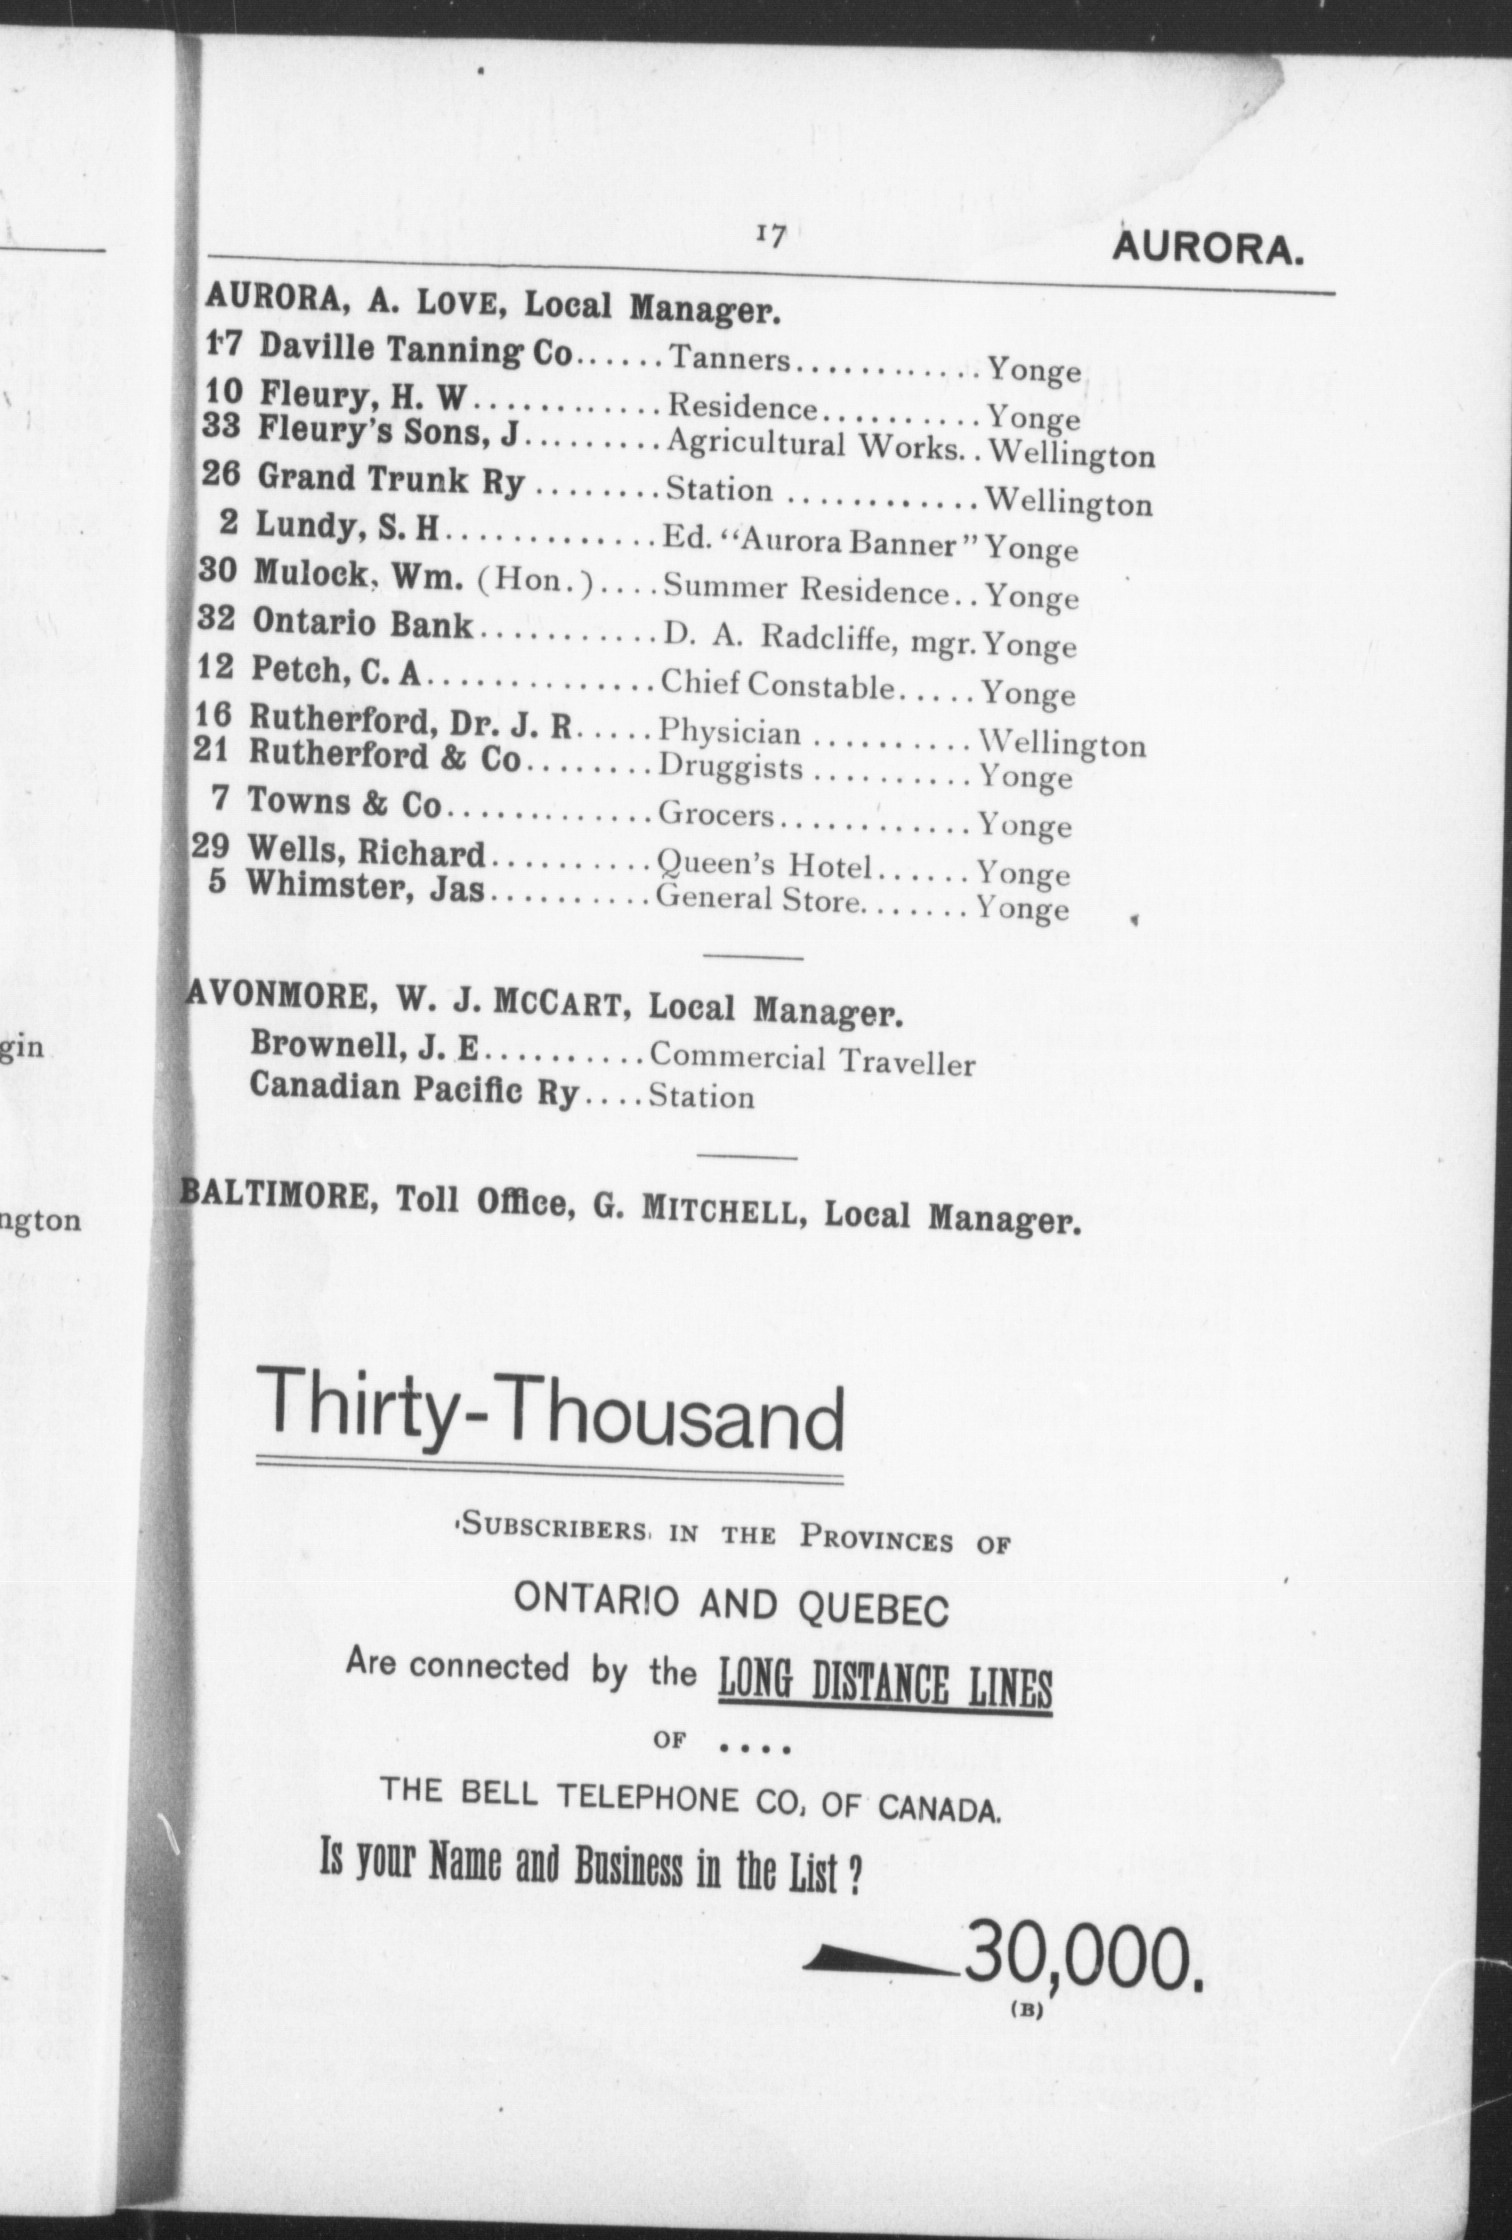 17 AURORA.
AURORA, A. LOVE, Local Manager.
17 Daville Tanning Co......Tanners............Yonge
10 Fleury, H. W............Residence..........Yonge
33 Fleury's Sons, J.........Agricultural Works..Wellington
26 Grand Trunk Ry ........Station ............Wellington
2 Lundy, S. H.............Ed. "Aurora Banner" Yonge
30 Mulock, Wm. (Hon.)....Summer Residence..Yonge
32 Ontario Bank...........D. A. Radcliffe, mgr. Yonge
12 Petch, C. A..............Chief Constable.....Yonge
16 Rutherford, Dr. J. R.....Physician ..........Wellington
21 Rutherford & Co........Druggists ..........Yonge
7 Towns & Co.............Grocers............Yonge
29 Wells, Richard..........Queen's Hotel......Yonge
5 Whimster, Jas..........General Store.......Yonge
AVONMORE, W. J. MCCART, Local Manager.
Brownell, J. E..........Commercial Traveller
Canadian Pacific Ry....Station
BALTIMORE, Toll Office, G. MITCHELL, Local Manager.
Thirty-Thousand
SUBSCRIBERS IN THE PROVINCES OF
ONTARIO AND QUEBEC
Are connected by the LONG DISTANCE LINES
OF ....
THE BELL TELEPHONE CO, OF CANADA.
Is your Name and Business in the List ?
30,000.
(B)
gin
ngton